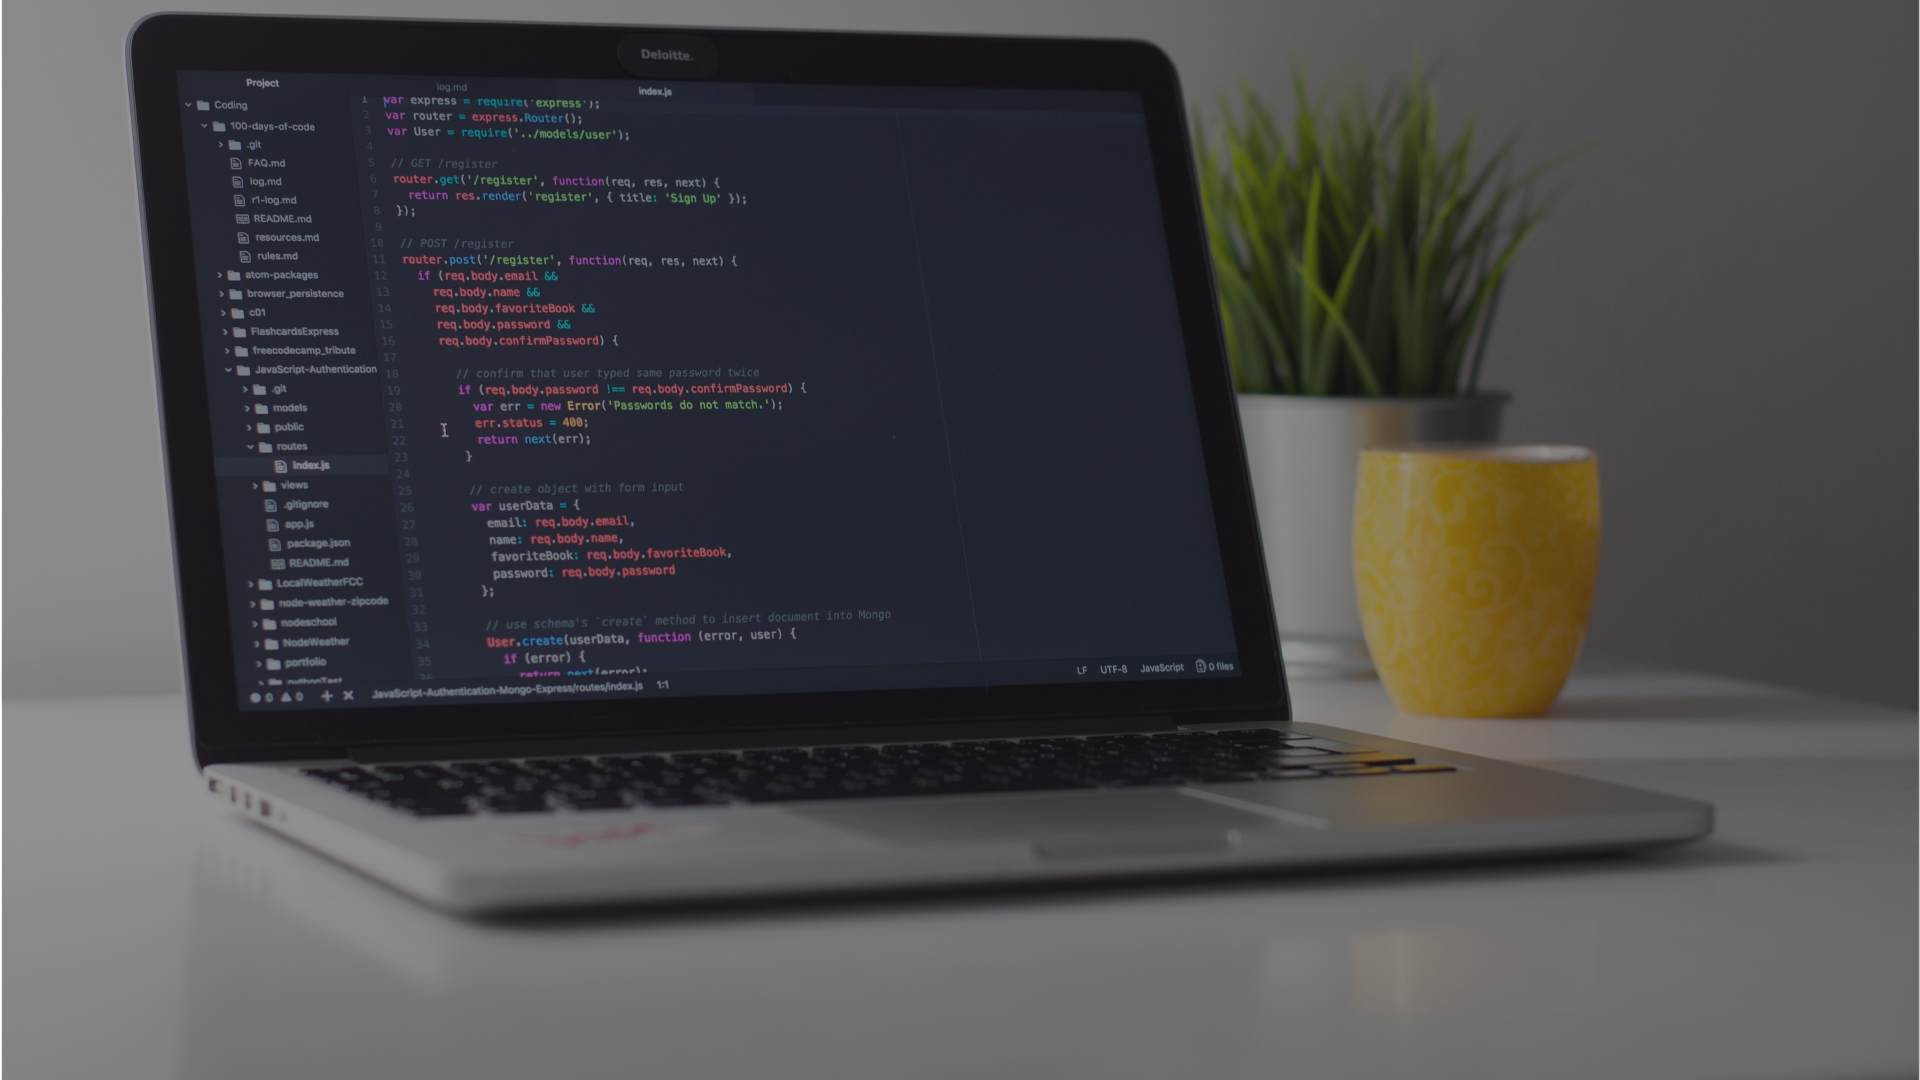 Deloitte.
Project
Coding
100-days-of-code
.git
FAQ.md
log.md
r1-log.md
README.md
resources.md
rules.md
atom-packages
browser_persistence
c01
FlashcardsExpress
freecodecamp_tribute
JavaScript-Authentication
.git
models
public
routes
index.js
views
.gitignore
app.js
package.json
README.md
LocalWeatherFCC
node-weather-zipcode
nodeschool
NodeWeather
portfolio
pythonTest
log.md
index.js
1 var express = require('express');
2 var router = express.Router();
3 var User = require('../models/user');
4
5 // GET /register
6 router.get('/register', function(req, res, next) {
7 return res.render('register', { title: 'Sign Up' });
8 });
9
10 // POST /register
11 router.post('/register', function(req, res, next) {
12 if (req.body.email &&
13 req.body.name &&
14 req.body.favoriteBook &&
15 req.body.password &&
16 req.body.confirmPassword) {
17
18 // confirm that user typed same password twice
19 if (req.body.password !== req.body.confirmPassword) {
20 var err = new Error('Passwords do not match.');
21 err.status = 400;
22 return next(err);
23 }
24
25 // create object with form input
26 var userData = {
27 email: req.body.email,
28 name: req.body.name,
29 favoriteBook: req.body.favoriteBook,
30 password: req.body.password
31 };
32
33 // use schema's `create` method to insert document into Mongo
34 User.create(userData, function (error, user) {
35 if (error) {
36 return next(error);
0 0 + × JavaScript-Authentication-Mongo-Express/routes/index.js 1:1
LF UTF-8 JavaScript 0 files